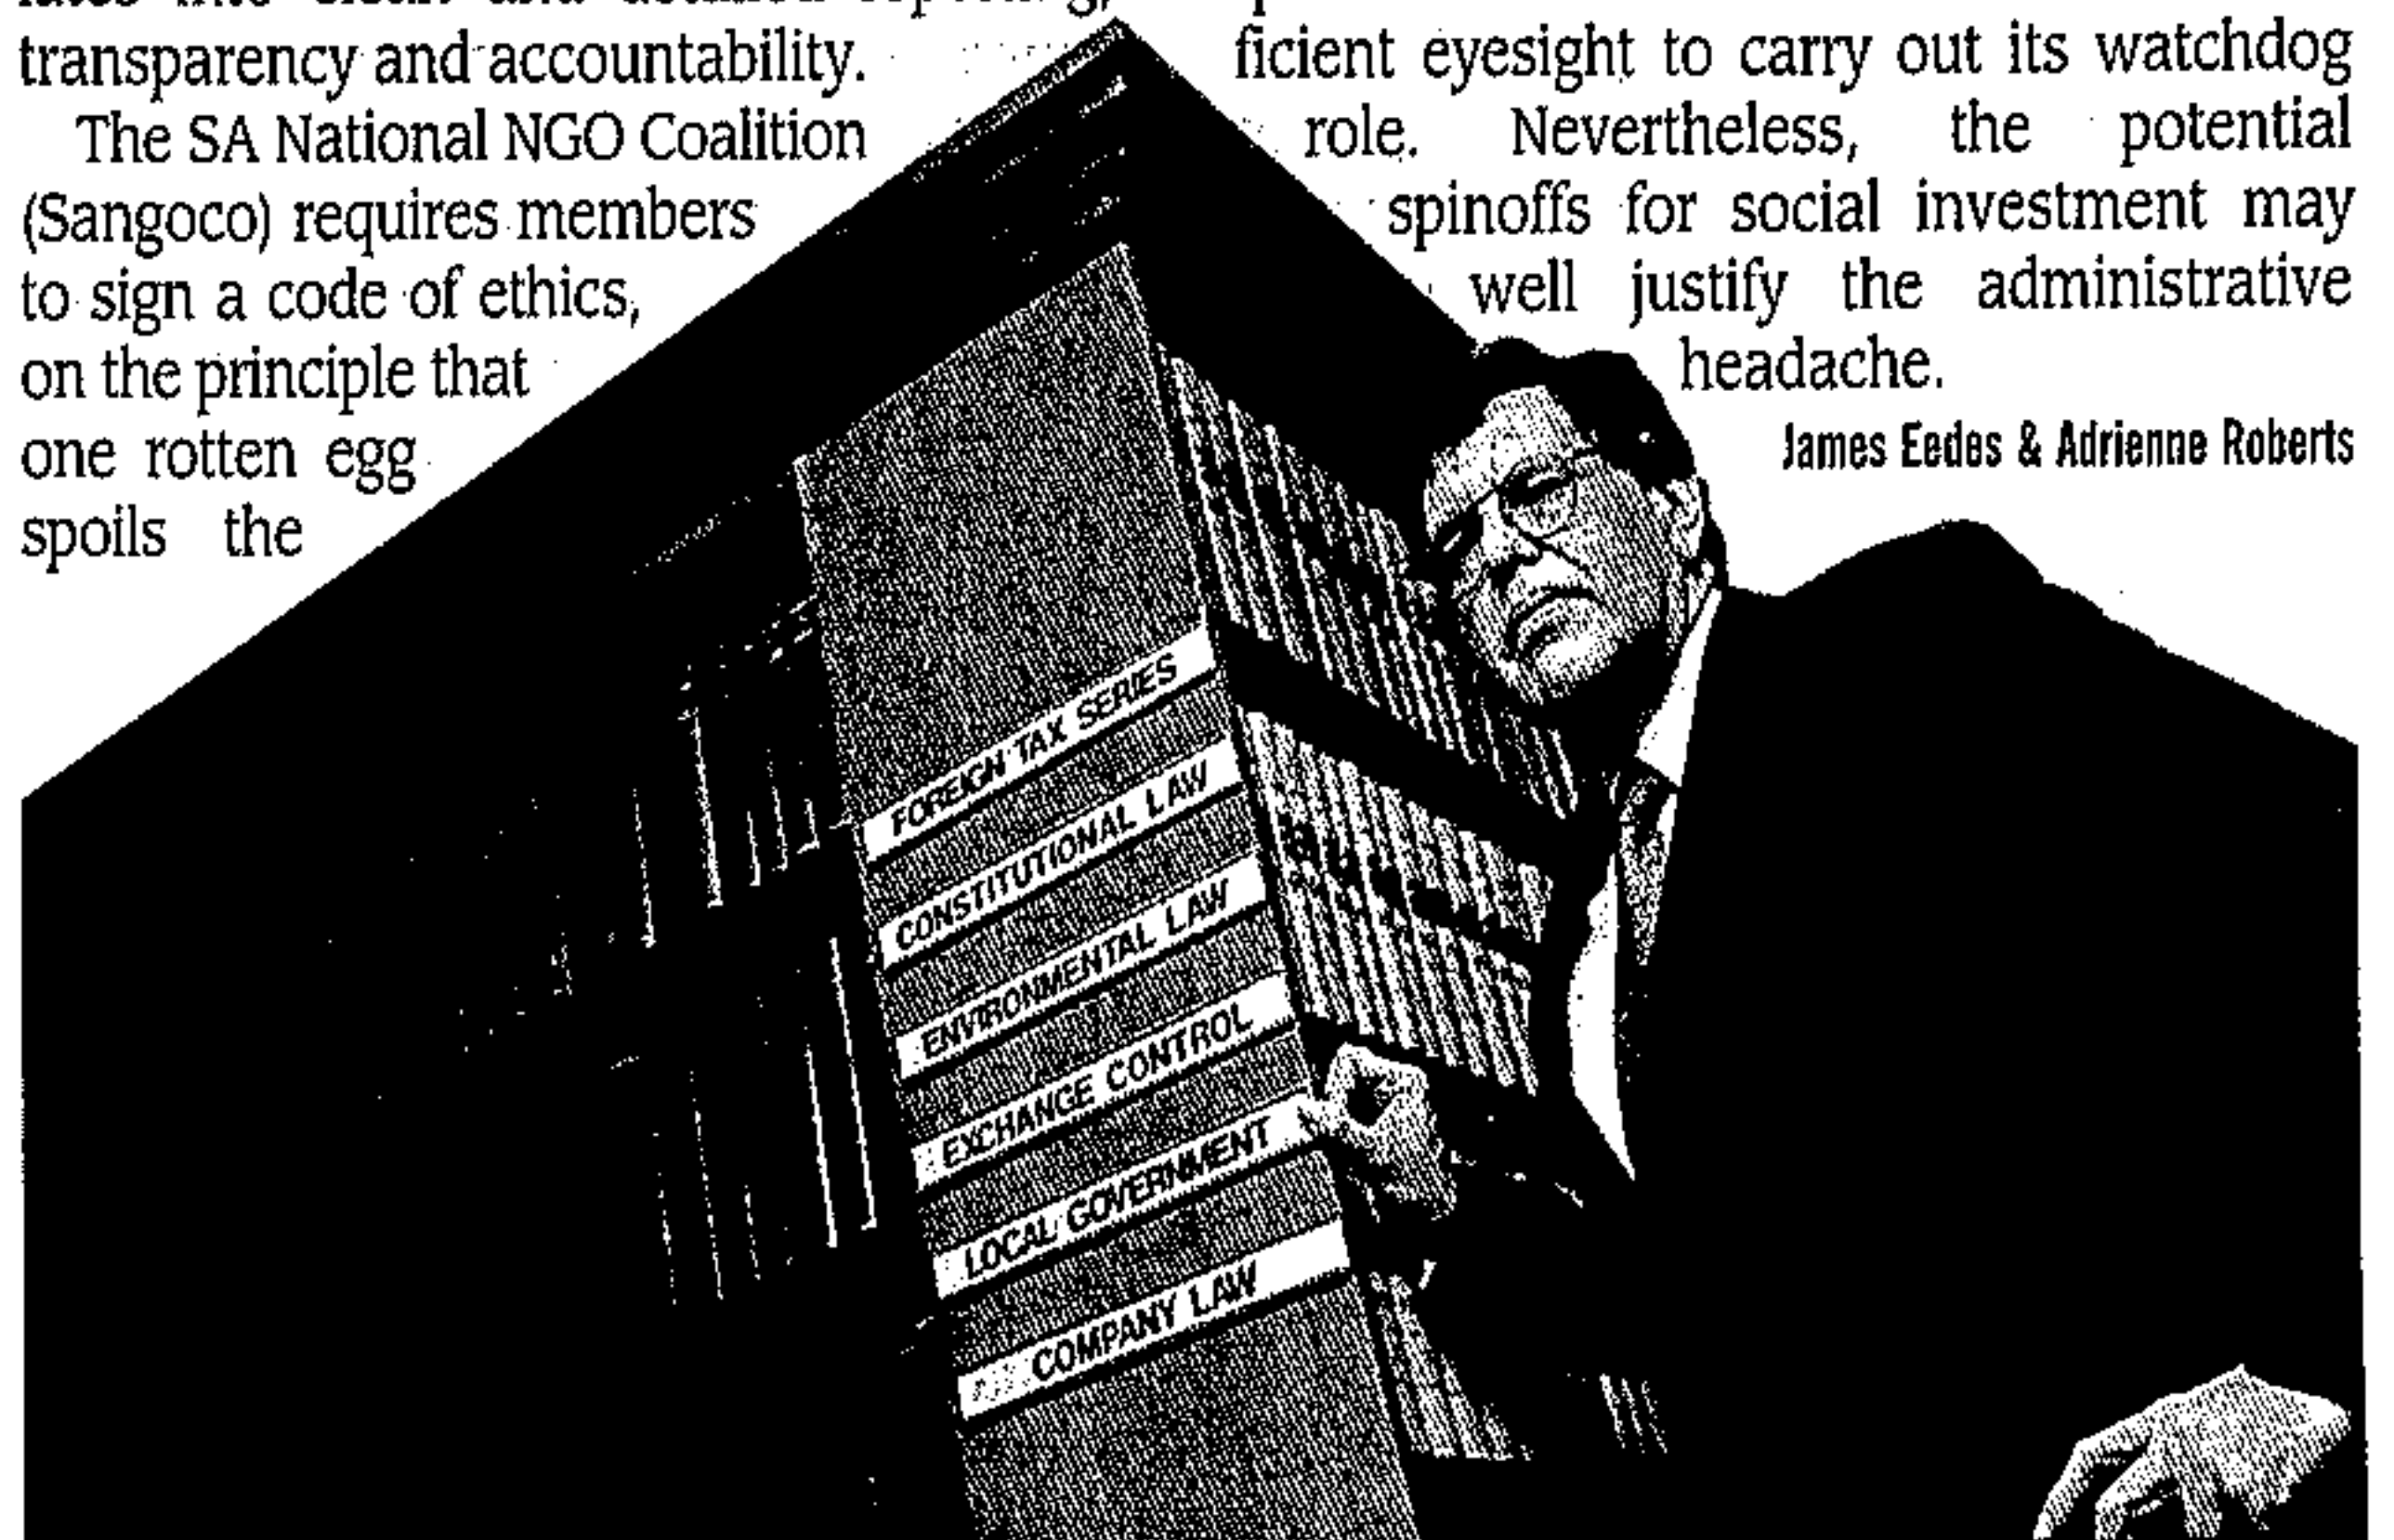 transparency and accountability.
The SA National NGO Coalition
(Sangoco) requires members
to sign a code of ethics,
on the principle that
one rotten egg
spoils the
ficient eyesight to carry out its watchdog
role. Nevertheless, the potential
spinoffs for social investment may
well justify the administrative
headache.
James Eedes & Adrienne Roberts
FOREIGN TAX SERIES
CONSTITUTIONAL LAW
ENVIRONMENTAL LAW
EXCHANGE CONTROL
LOCAL GOVERNMENT
COMPANY LAW